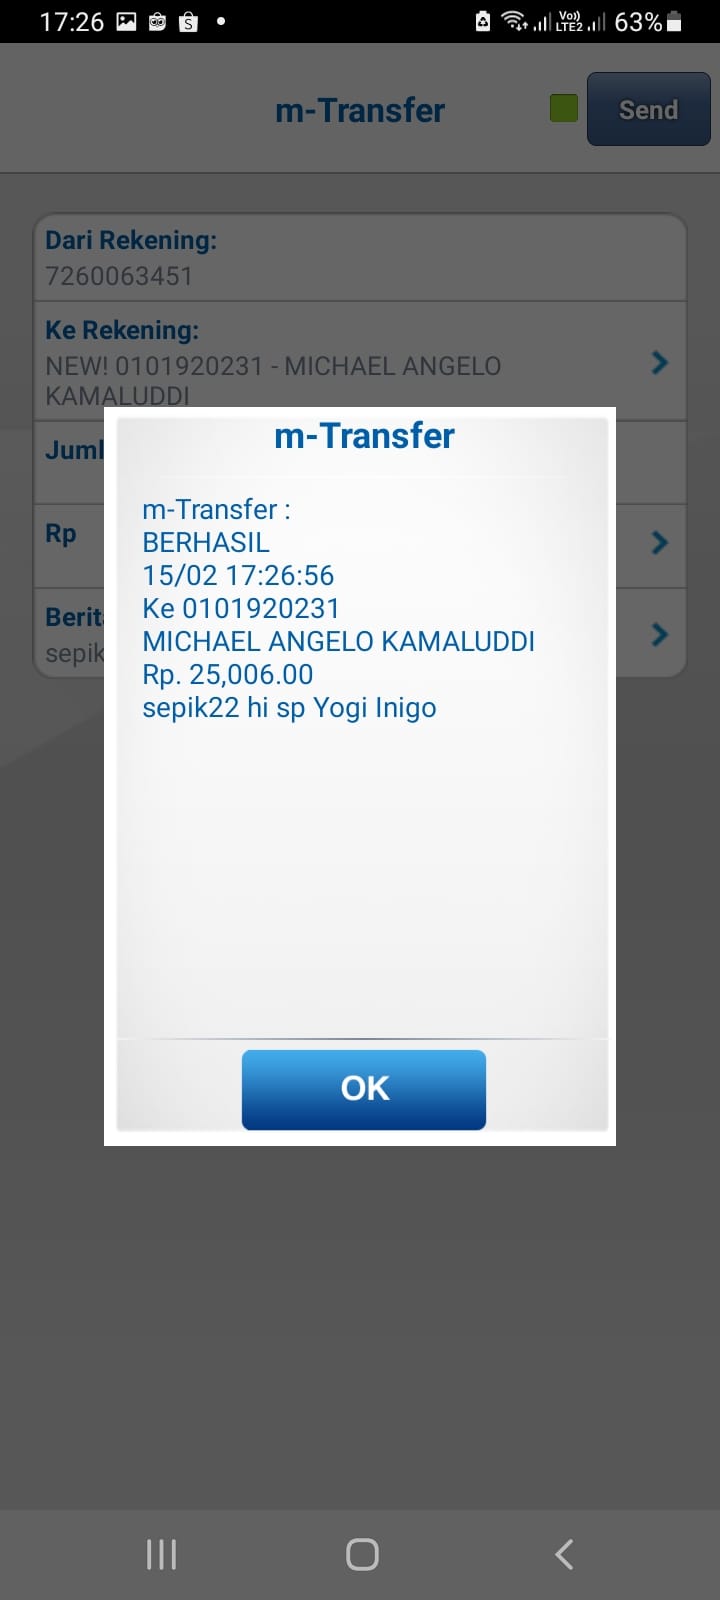 17:26
Vo))
LTE2
63%
m-Transfer
Send
Dari Rekening:
7260063451
Ke Rekening:
NEW! 0101920231 - MICHAEL ANGELO
KAMALUDDI
Juml
Rp
Berit
sepik
m-Transfer
m-Transfer :
BERHASIL
15/02 17:26:56
Ke 0101920231
MICHAEL ANGELO KAMALUDDI
Rp. 25,006.00
sepik22 hi sp Yogi Inigo
OK